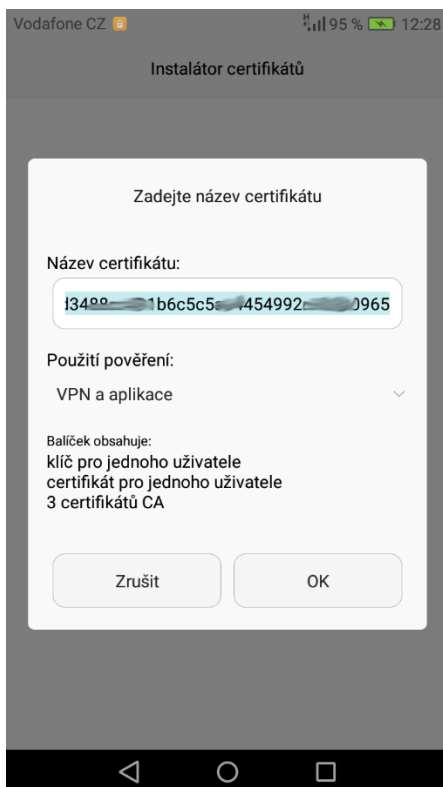 Vodafone CZ 95 % 12:28
Instalátor certifikátů
Zadejte název certifikátu
Název certifikátu:
Použití pověření:
VPN a aplikace
Balíček obsahuje:
klíč pro jednoho uživatele
certifikát pro jednoho uživatele
3 certifikátů CA
Zrušit OK